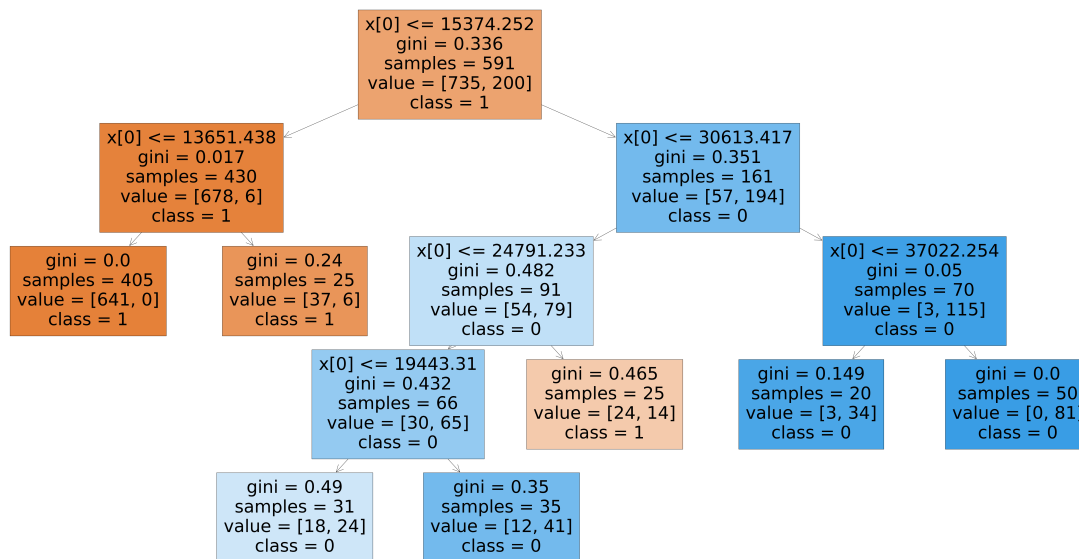 x[0] <= 15374.252
gini = 0.336
samples = 591
value = [735, 200]
class = 1
x[0] <= 13651.438
gini = 0.017
samples = 430
value = [678, 6]
class = 1
x[0] <= 30613.417
gini = 0.351
samples = 161
value = [57, 194]
class = 0
gini = 0.0
samples = 405
value = [641, 0]
class = 1
gini = 0.24
samples = 25
value = [37, 6]
class = 1
x[0] <= 24791.233
gini = 0.482
samples = 91
value = [54, 79]
class = 0
x[0] <= 37022.254
gini = 0.05
samples = 70
value = [3, 115]
class = 0
x[0] <= 19443.31
gini = 0.432
samples = 66
value = [30, 65]
class = 0
gini = 0.465
samples = 25
value = [24, 14]
class = 1
gini = 0.149
samples = 20
value = [3, 34]
class = 0
gini = 0.0
samples = 50
value = [0, 81]
class = 0
gini = 0.49
samples = 31
value = [18, 24]
class = 0
gini = 0.35
samples = 35
value = [12, 41]
class = 0